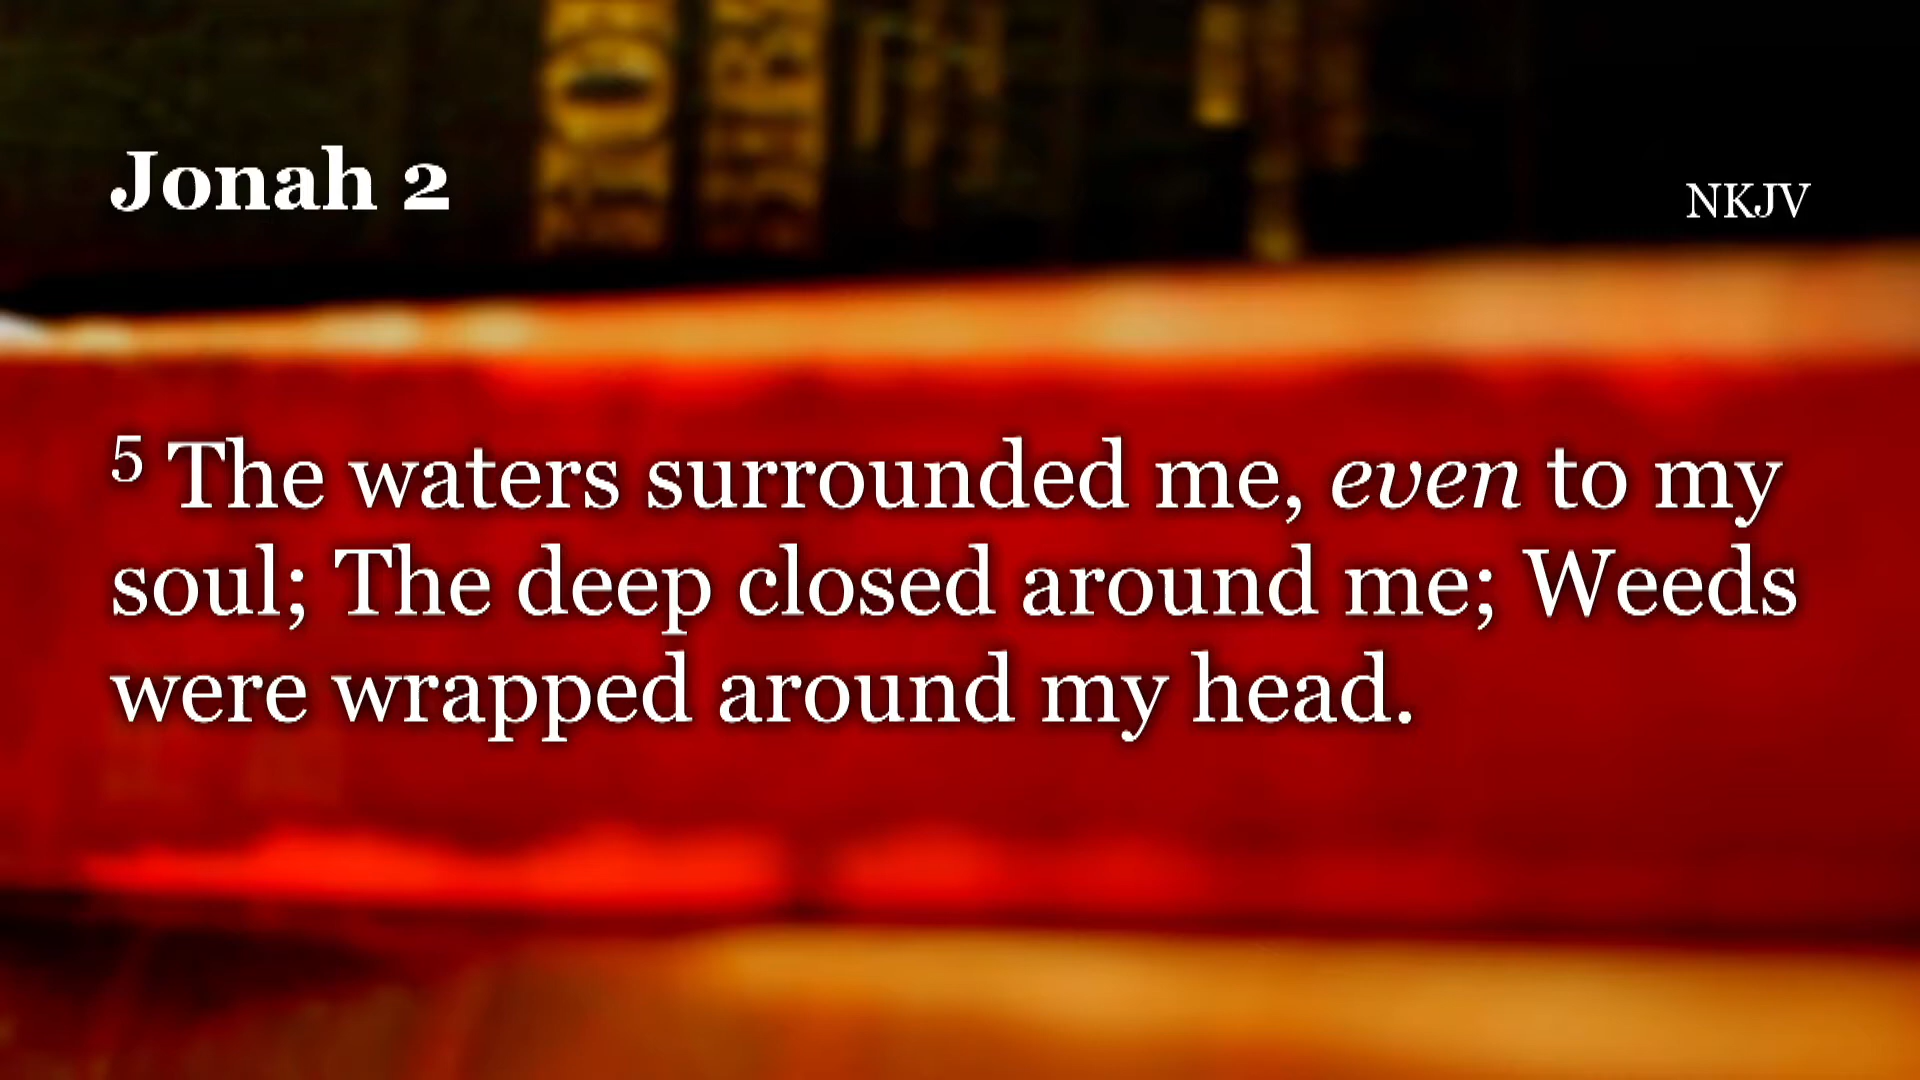 Jonah 2
NKJV
5 The waters surrounded me, even to my
soul; The deep closed around me; Weeds
were wrapped around my head.